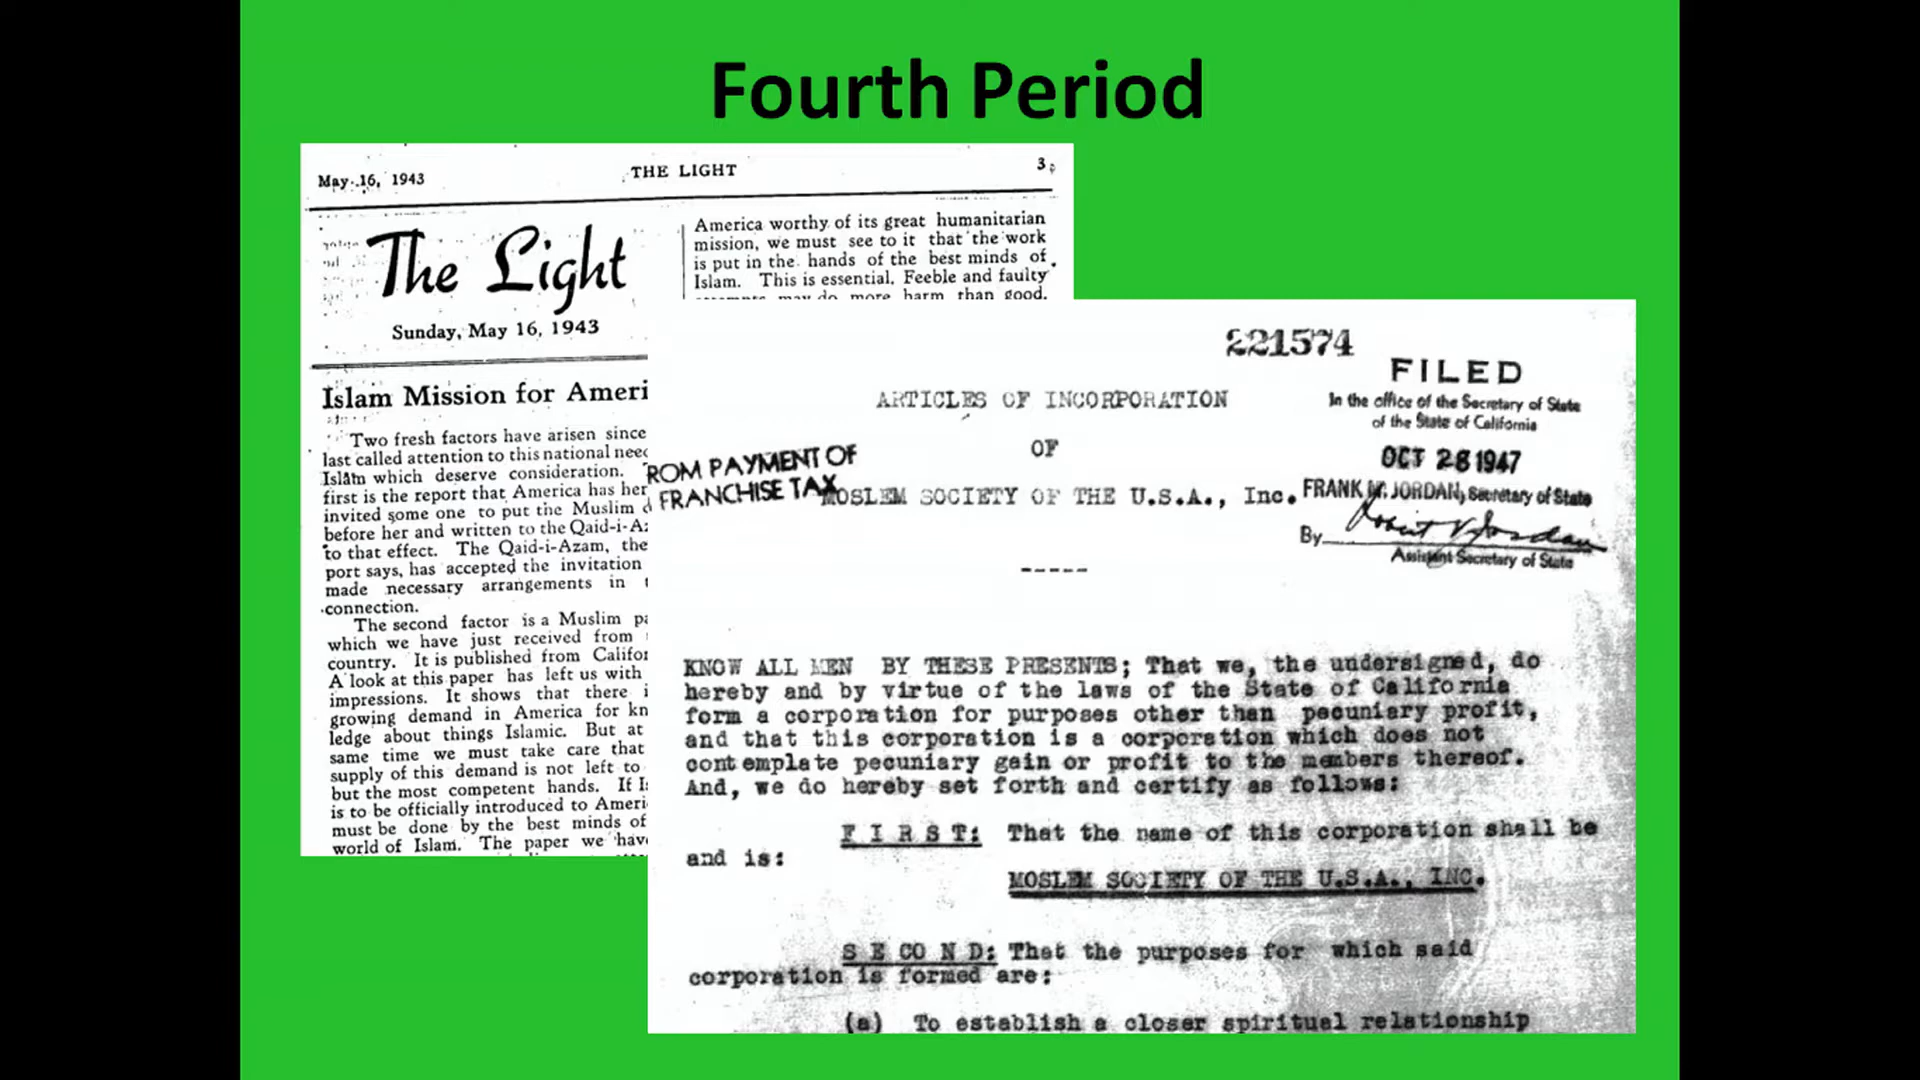 Fourth Period
May 16, 1943
THE LIGHT
3
The Light
Sunday, May 16, 1943
Islam Mission for Ameri
Two fresh factors have arisen since
last called attention to this national need
Islam which deserve consideration.
first is the report that America has her
invited some one to put the Muslim
before her and written to the Qaid-i-A
to that effect. The Qaid-i-Azam, the
port says, has accepted the invitation
made necessary arrangements in
connection.
The second factor is a Muslim pa
which we have just received from
country. It is published from Califor
A look at this paper has left us with
impressions. It shows that there i
growing demand in America for kn
ledge about things Islamic. But at
same time we must take care that
supply of this demand is not left to
but the most competent hands. If I
is to be officially introduced to Ameri
must be done by the best minds of
world of Islam. The paper we hav
America worthy of its great humanitarian
mission, we must see to it that the work
is put in the hands of the best minds of
Islam. This is essential. Feeble and faulty
may do more harm than good.
221574
FILED
In the office of the Secretary of State
of the State of California
OCT 28 1947
FRANK M. JORDAN, Secretary of State
By
Assistant Secretary of State
ROM PAYMENT OF
FRANCHISE TAX
ARTICLES OF INCORPORATION
OF
MOSLEM SOCIETY OF THE U.S.A., Inc.
-----
KNOW ALL MEN BY THESE PRESENTS; That we, the undersigned, do
hereby and by virtue of the laws of the State of California
form a corporation for purposes other than pecuniary profit,
and that this corporation is a corporation which does not
contemplate pecuniary gain or profit to the members thereof.
And, we do hereby set forth and certify as follows:
F I R S T: That the name of this corporation shall be
and is:
MOSLEM SOCIETY OF THE U.S.A., INC.
S E CO N D: That the purposes for which said
corporation is formed are:
(a) To establish a closer spiritual relationship